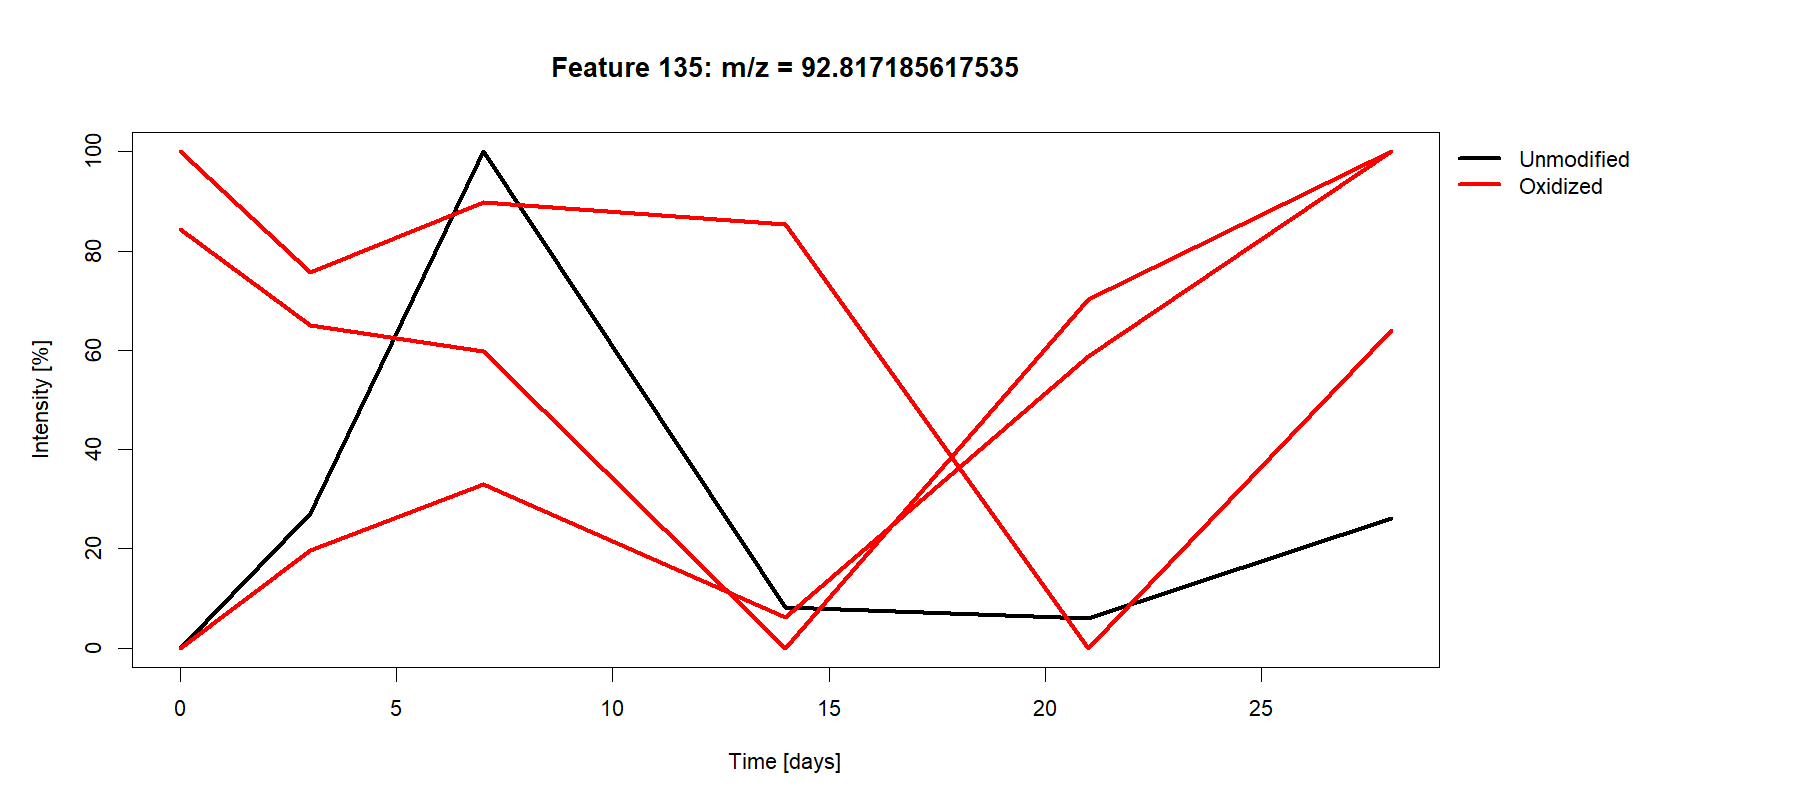 Feature 135: m/z = 92.817185617535
Unmodified
Oxidized
Intensity [%]
100
80
60
40
20
0
0 5 10 15 20 25
Time [days]